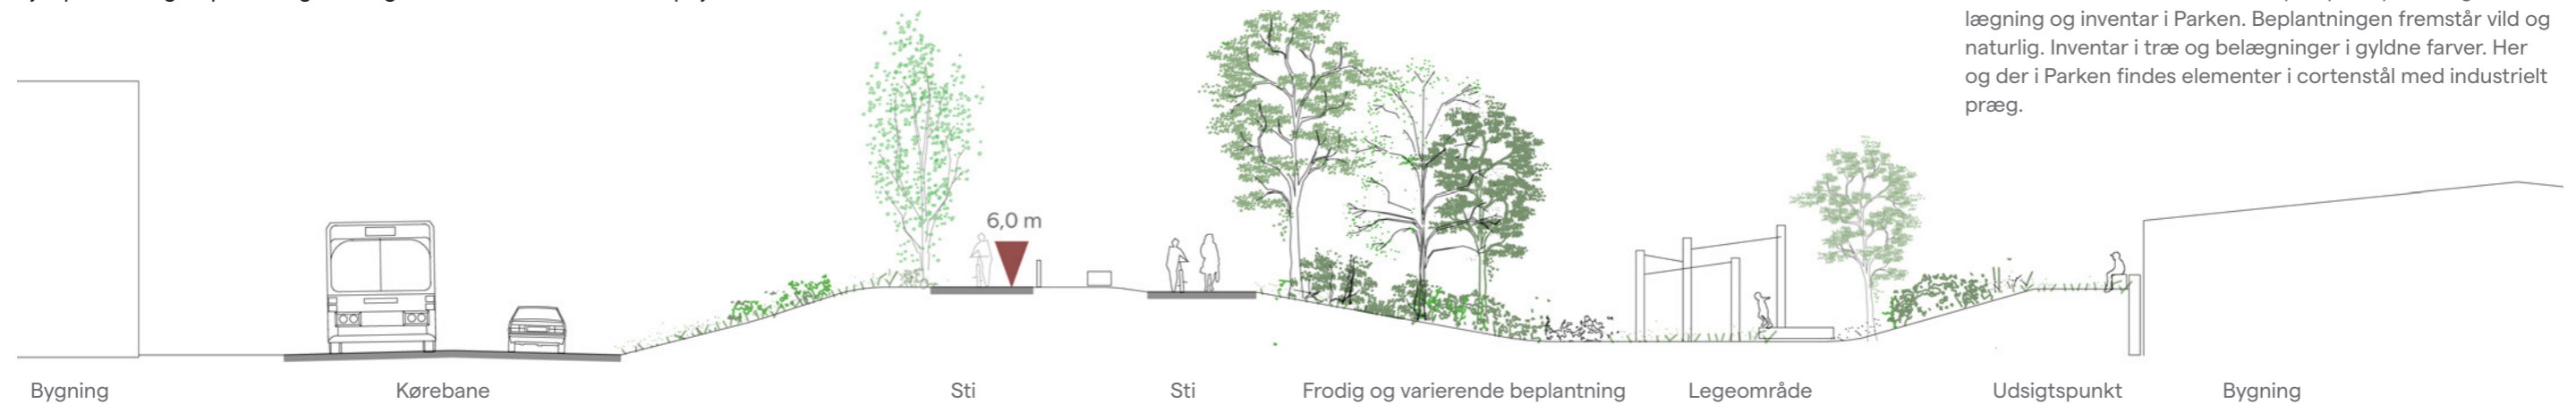 lægning og inventar i Parken. Beplantningen fremstår vild og
naturlig. Inventar i træ og belægninger i gyldne farver. Her
og der i Parken findes elementer i cortenstål med industrielt
præg.
6,0 m
Bygning
Kørebane
Sti
Sti
Frodig og varierende beplantning
Legeområde
Udsigtspunkt
Bygning